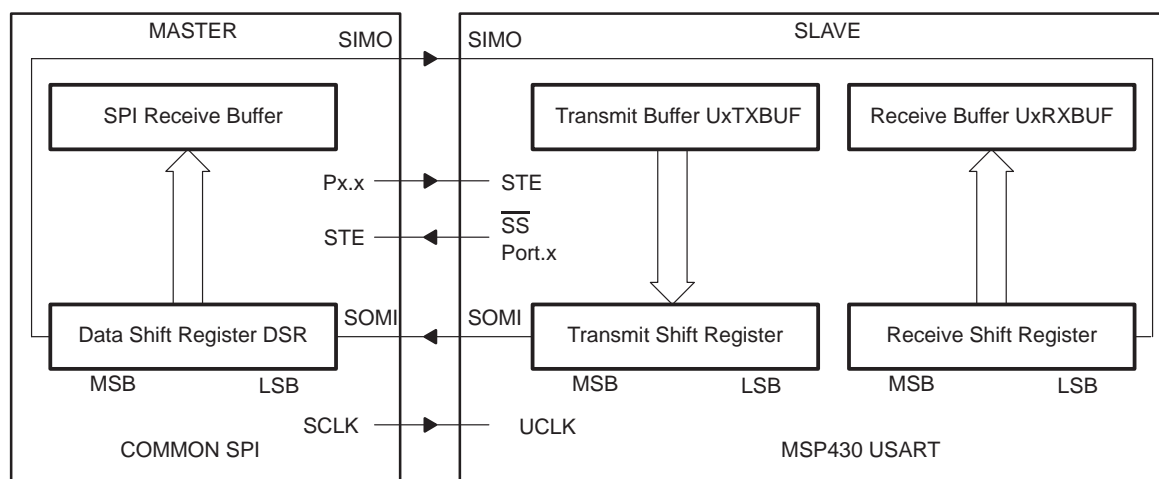 MASTER
SLAVE
SIMO
SIMO
SPI Receive Buffer
Transmit Buffer UxTXBUF
Receive Buffer UxRXBUF
Px.x
STE
STE
SS
Port.x
SOMI
SOMI
Data Shift Register DSR
Transmit Shift Register
Receive Shift Register
MSB
LSB
MSB
LSB
MSB
LSB
SCLK
UCLK
COMMON SPI
MSP430 USART